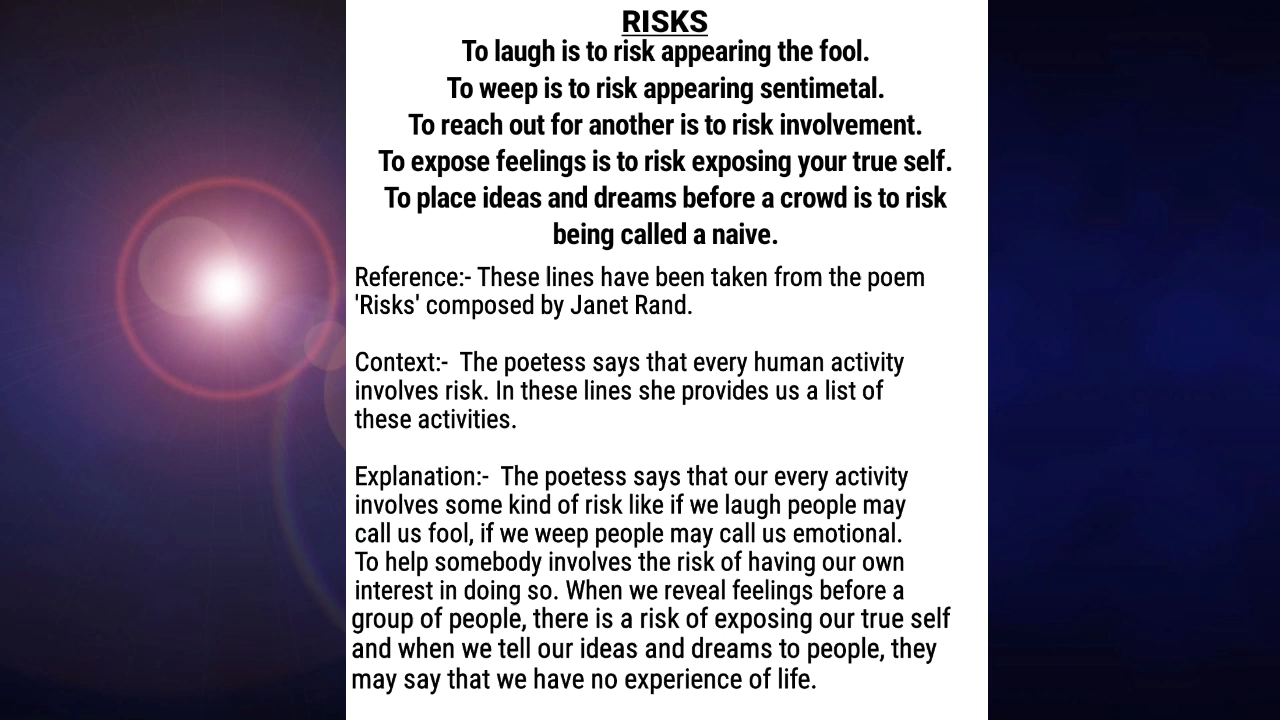 RISKS
To laugh is to risk appearing the fool.
To weep is to risk appearing sentimetal.
To reach out for another is to risk involvement.
To expose feelings is to risk exposing your true self.
To place ideas and dreams before a crowd is to risk
being called a naive.
Reference:- These lines have been taken from the poem
'Risks' composed by Janet Rand.
Context:- The poetess says that every human activity
involves risk. In these lines she provides us a list of
these activities.
Explanation:- The poetess says that our every activity
involves some kind of risk like if we laugh people may
call us fool, if we weep people may call us emotional.
To help somebody involves the risk of having our own
interest in doing so. When we reveal feelings before a
group of people, there is a risk of exposing our true self
and when we tell our ideas and dreams to people, they
may say that we have no experience of life.